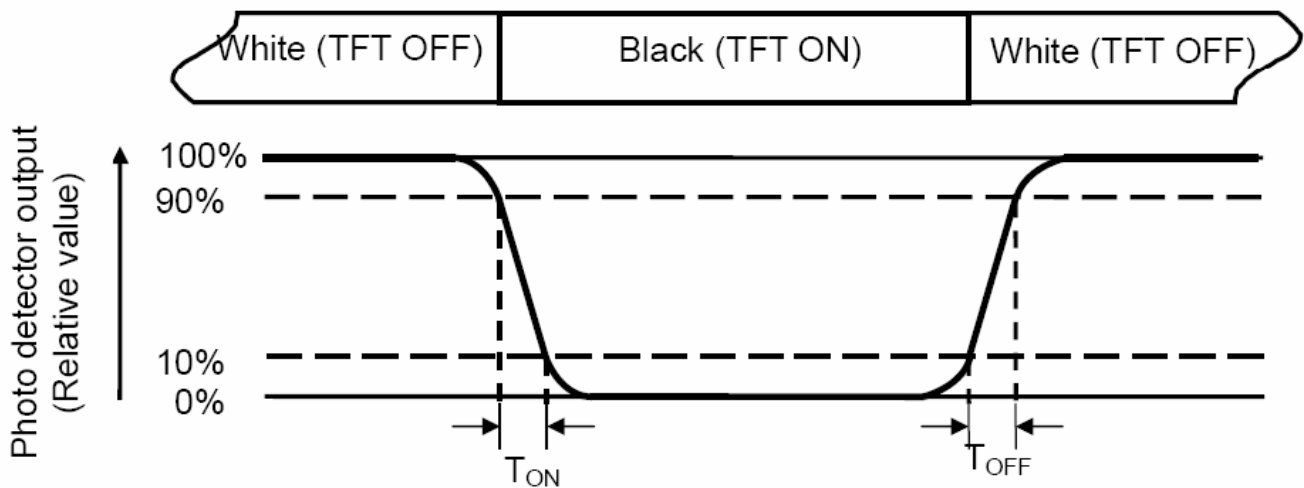 White (TFT OFF)
Black (TFT ON)
White (TFT OFF)
Photo detector output
(Relative value)
100%
90%
10%
0%
TON
TOFF